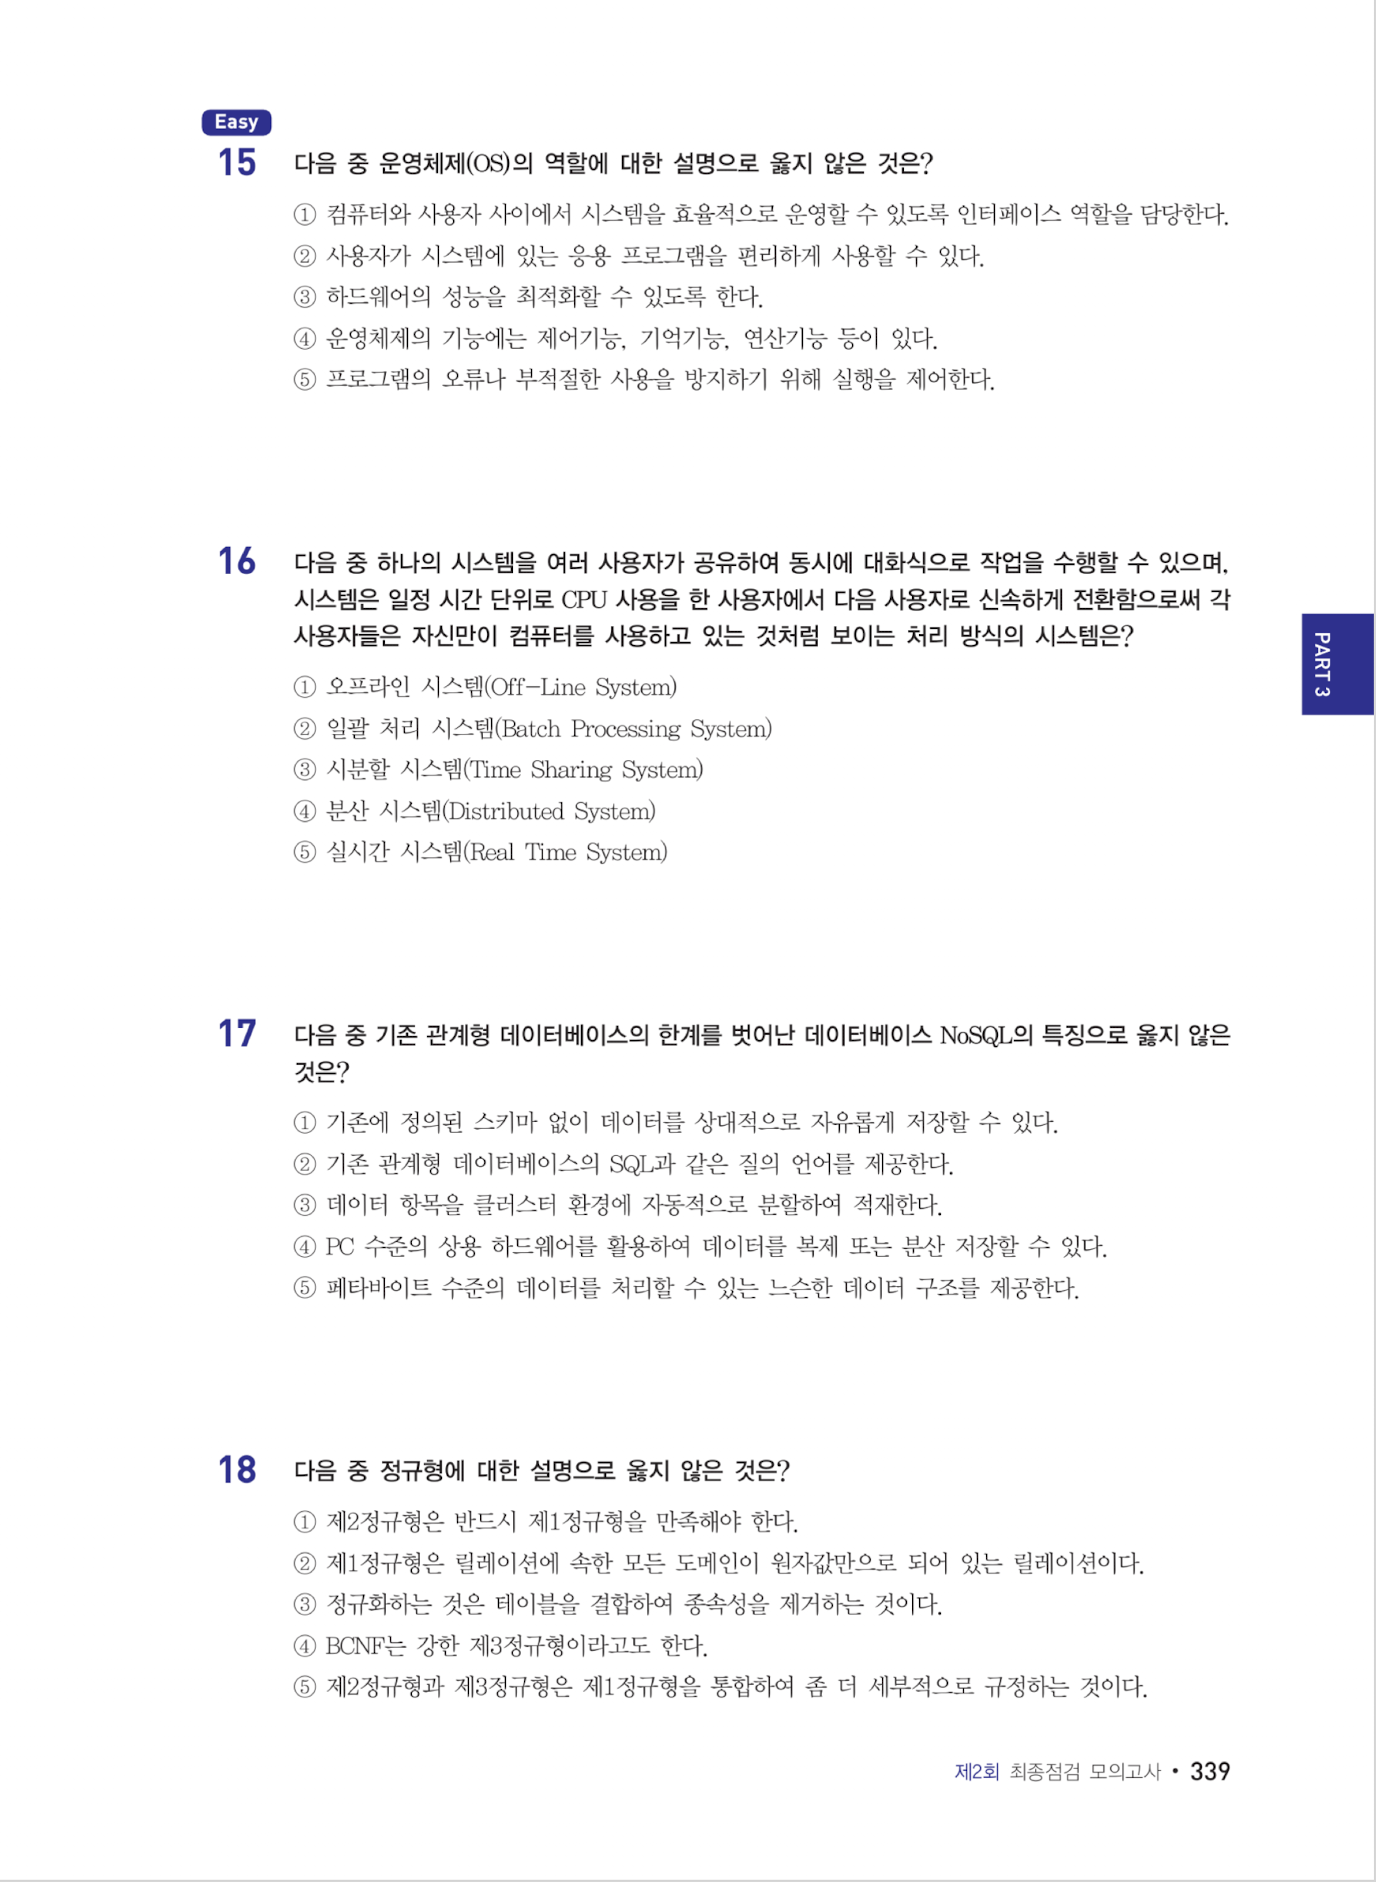 Easy
15 다음 중 운영체제(OS)의 역할에 대한 설명으로 옳지 않은 것은?
① 컴퓨터와 사용자 사이에서 시스템을 효율적으로 운영할 수 있도록 인터페이스 역할을 담당한다.
② 사용자가 시스템에 있는 응용 프로그램을 편리하게 사용할 수 있다.
③ 하드웨어의 성능을 최적화할 수 있도록 한다.
④ 운영체제의 기능에는 제어기능, 기억기능, 연산기능 등이 있다.
⑤ 프로그램의 오류나 부적절한 사용을 방지하기 위해 실행을 제어한다.
16 다음 중 하나의 시스템을 여러 사용자가 공유하여 동시에 대화식으로 작업을 수행할 수 있으며,
시스템은 일정 시간 단위로 CPU 사용을 한 사용자에서 다음 사용자로 신속하게 전환함으로써 각
사용자들은 자신만이 컴퓨터를 사용하고 있는 것처럼 보이는 처리 방식의 시스템은?
① 오프라인 시스템(Off-Line System)
② 일괄 처리 시스템(Batch Processing System)
③ 시분할 시스템(Time Sharing System)
④ 분산 시스템(Distributed System)
⑤ 실시간 시스템(Real Time System)
PART 3
17 다음 중 기존 관계형 데이터베이스의 한계를 벗어난 데이터베이스 NoSQL의 특징으로 옳지 않은
것은?
① 기존에 정의된 스키마 없이 데이터를 상대적으로 자유롭게 저장할 수 있다.
② 기존 관계형 데이터베이스의 SQL과 같은 질의 언어를 제공한다.
③ 데이터 항목을 클러스터 환경에 자동적으로 분할하여 적재한다.
④ PC 수준의 상용 하드웨어를 활용하여 데이터를 복제 또는 분산 저장할 수 있다.
⑤ 페타바이트 수준의 데이터를 처리할 수 있는 느슨한 데이터 구조를 제공한다.
18 다음 중 정규형에 대한 설명으로 옳지 않은 것은?
① 제2정규형은 반드시 제1정규형을 만족해야 한다.
② 제1정규형은 릴레이션에 속한 모든 도메인이 원자값만으로 되어 있는 릴레이션이다.
③ 정규화하는 것은 테이블을 결합하여 종속성을 제거하는 것이다.
④ BCNF는 강한 제3정규형이라고도 한다.
⑤ 제2정규형과 제3정규형은 제1정규형을 통합하여 좀 더 세부적으로 규정하는 것이다.
제2회 최종점검 모의고사 • 339